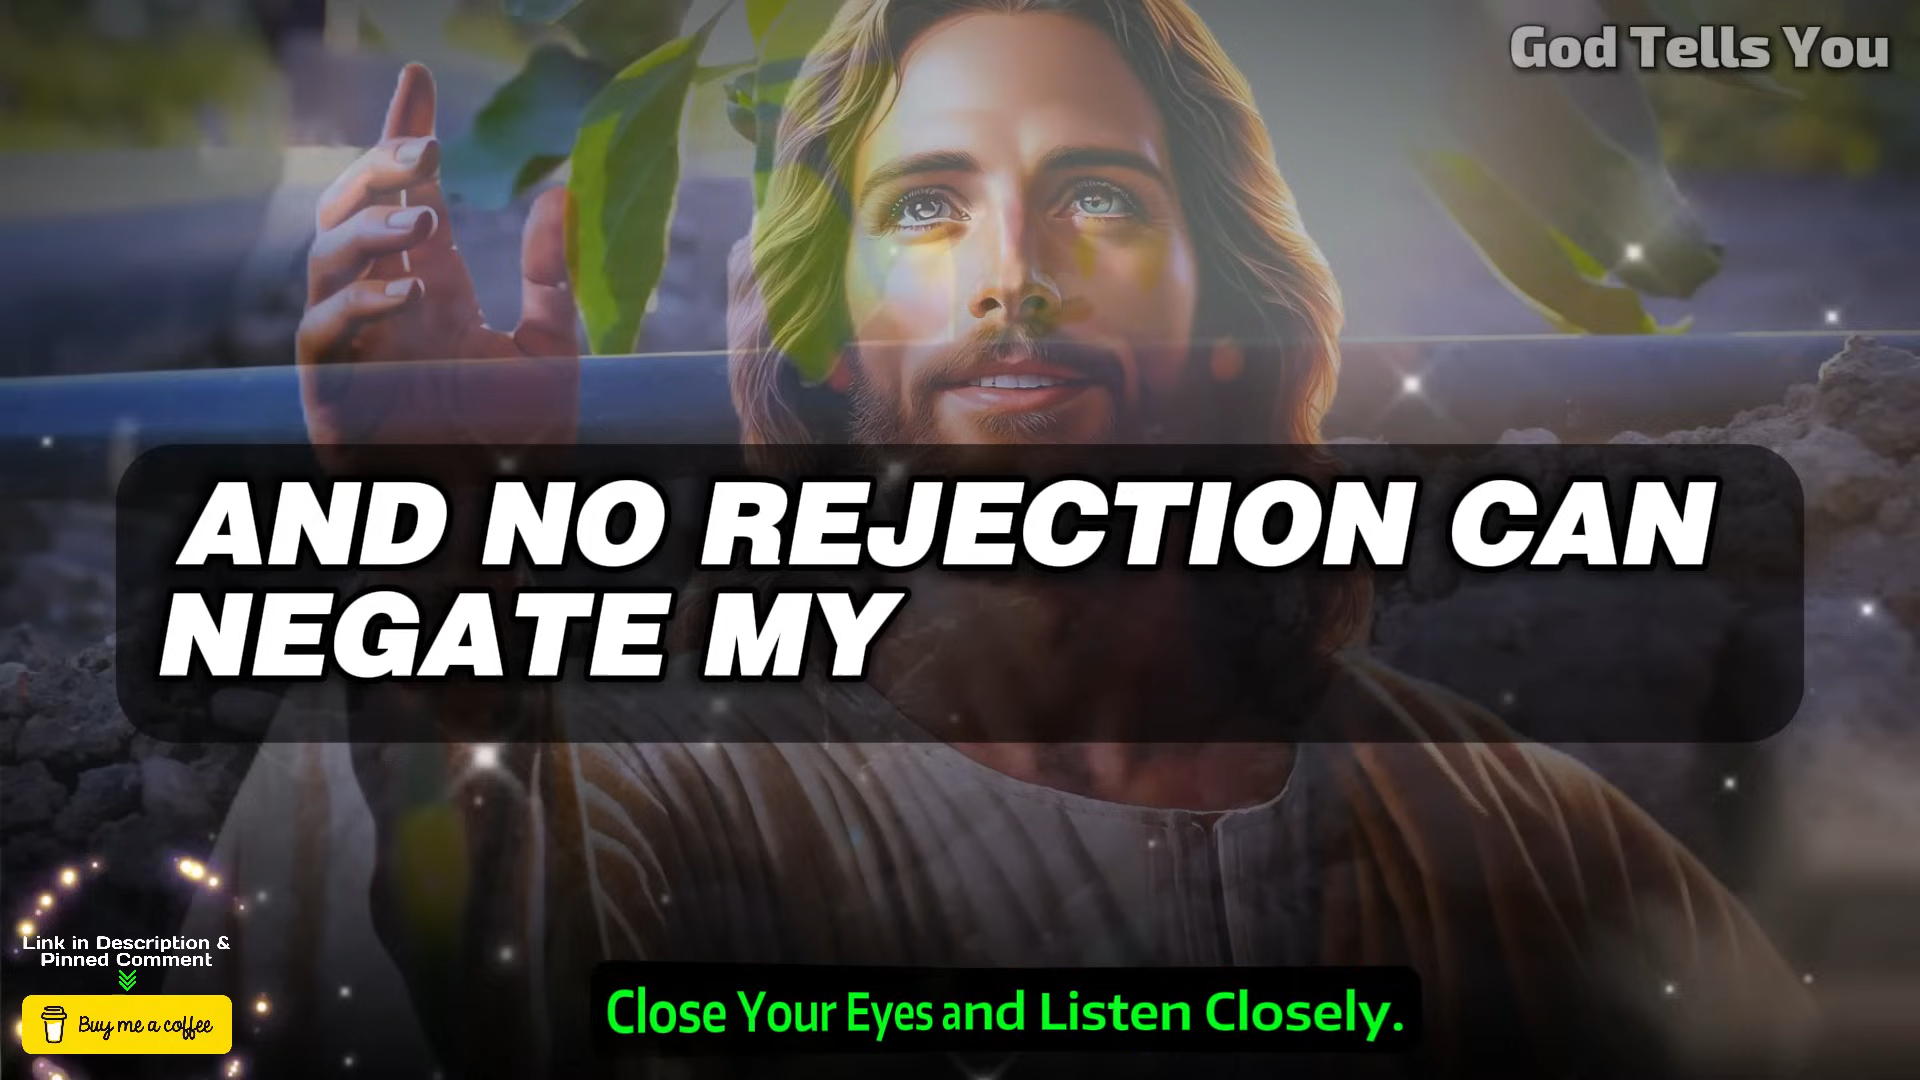 God Tells You
AND NO REJECTION CAN
NEGATE MY
Link in Description &
Pinned Comment
Buy me a coffee
Close Your Eyes and Listen Closely.